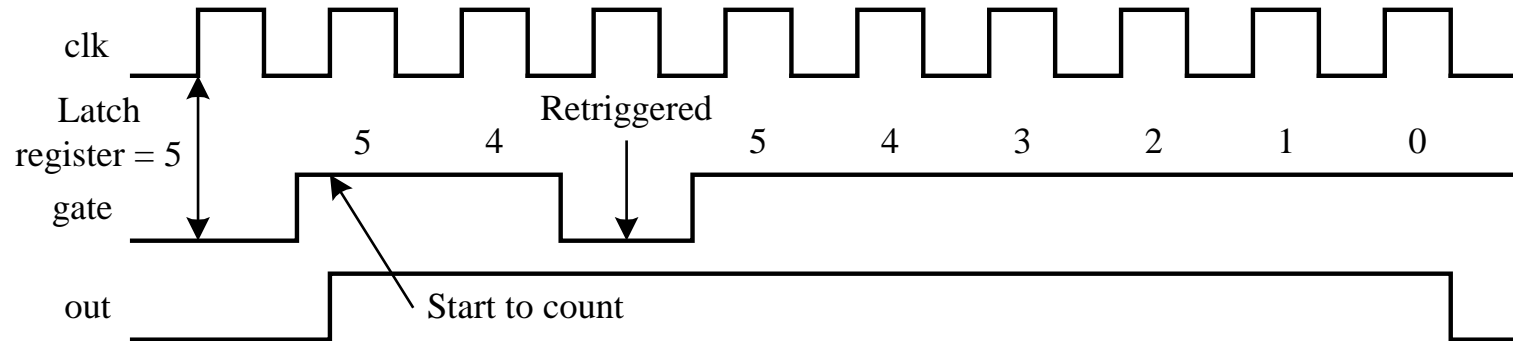 clk
Latch
register = 5
Retriggered
5 4 5 4 3 2 1 0
gate
out
Start to count